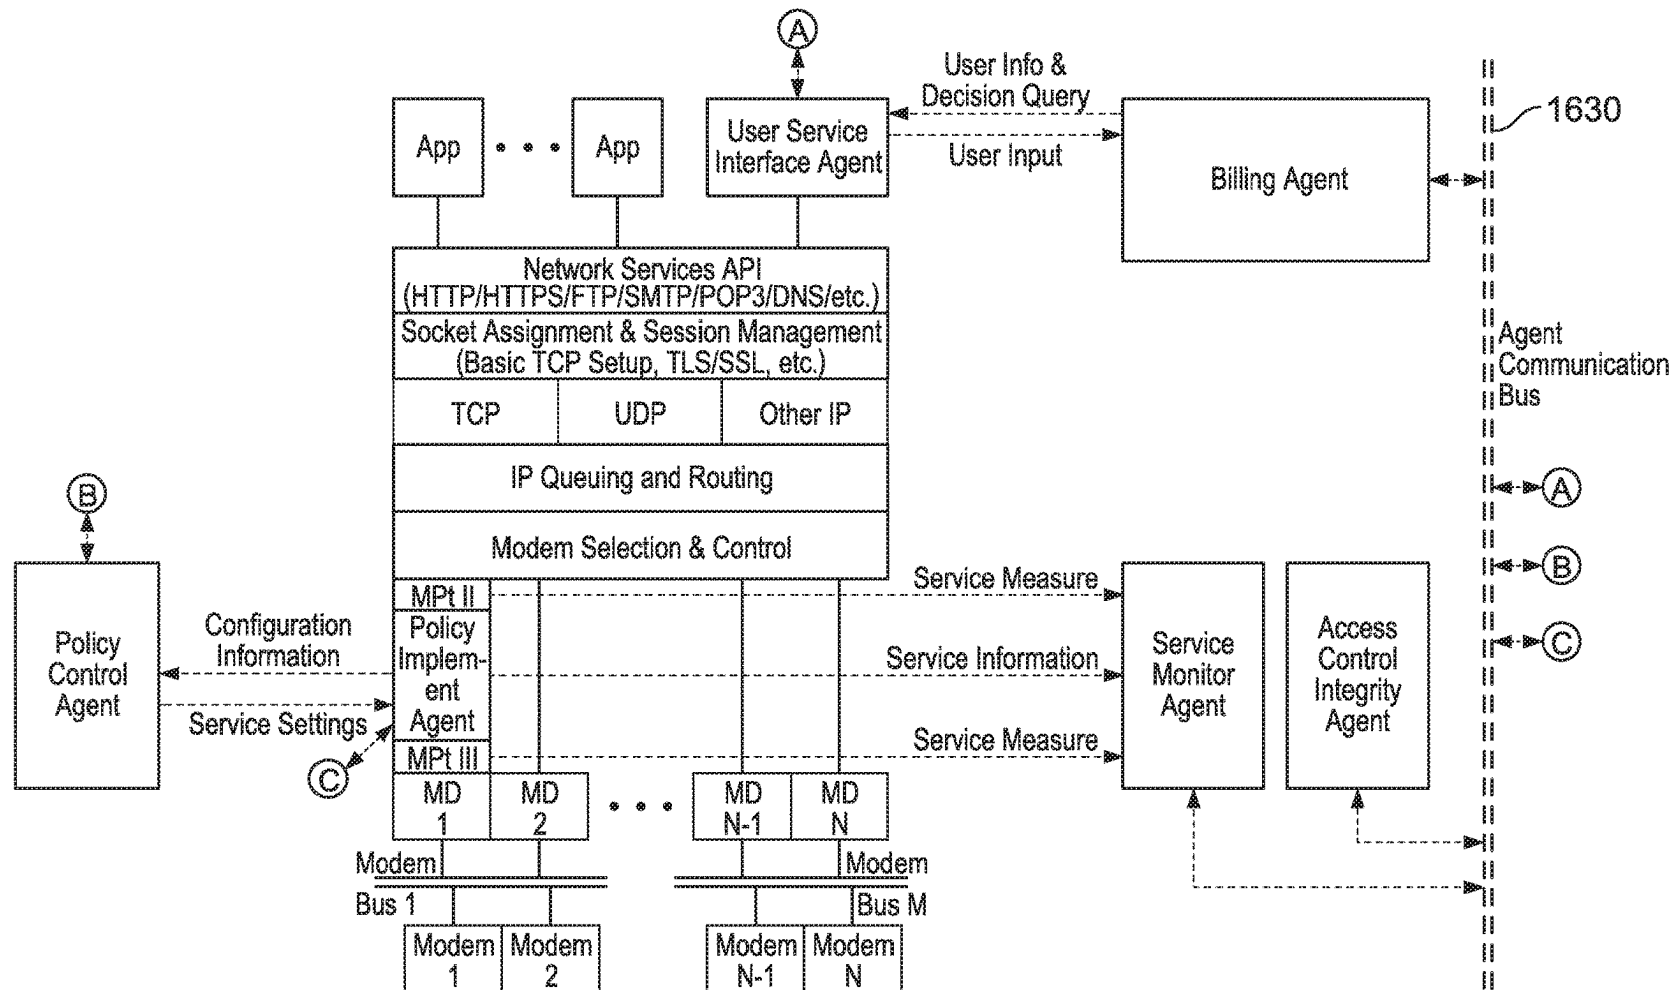 A
User Info &
Decision Query
App
App
User Service
Interface Agent
User Input
Billing Agent
1630
Network Services API
(HTTP/HTTPS/FTP/SMTP/POP3/DNS/etc.)
Socket Assignment & Session Management
(Basic TCP Setup, TLS/SSL, etc.)
TCP
UDP
Other IP
IP Queuing and Routing
Modem Selection & Control
Agent
Communication
Bus
A
B
C
B
Policy
Control
Agent
Configuration
Information
Service Settings
C
MPt II
Policy
Implem-
ent
Agent
MPt III
Service Measure
Service Information
Service Measure
Service
Monitor
Agent
Access
Control
Integrity
Agent
MD
1
MD
2
MD
N-1
MD
N
Modem
Bus 1
Modem
Bus M
Modem
1
Modem
2
Modem
N-1
Modem
N